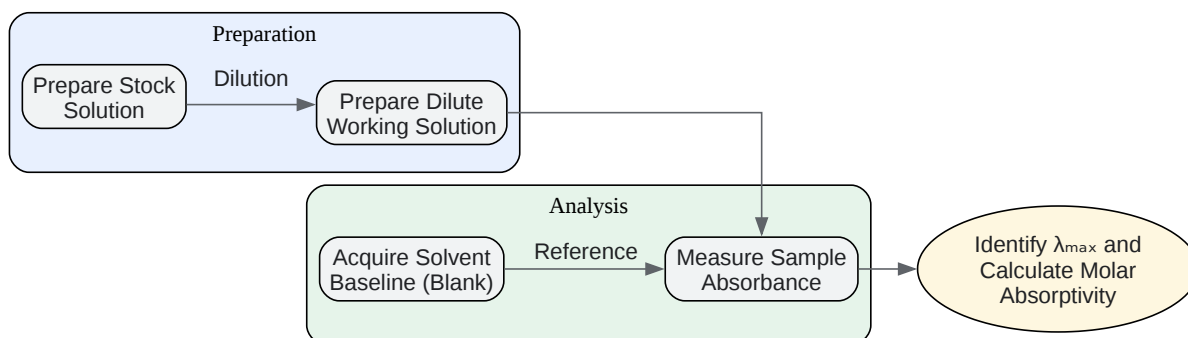 Preparation
Prepare Stock
Solution
Dilution
Prepare Dilute
Working Solution
Analysis
Acquire Solvent
Baseline (Blank)
Reference
Measure Sample
Absorbance
Identify λₘₐₓ and
Calculate Molar
Absorptivity